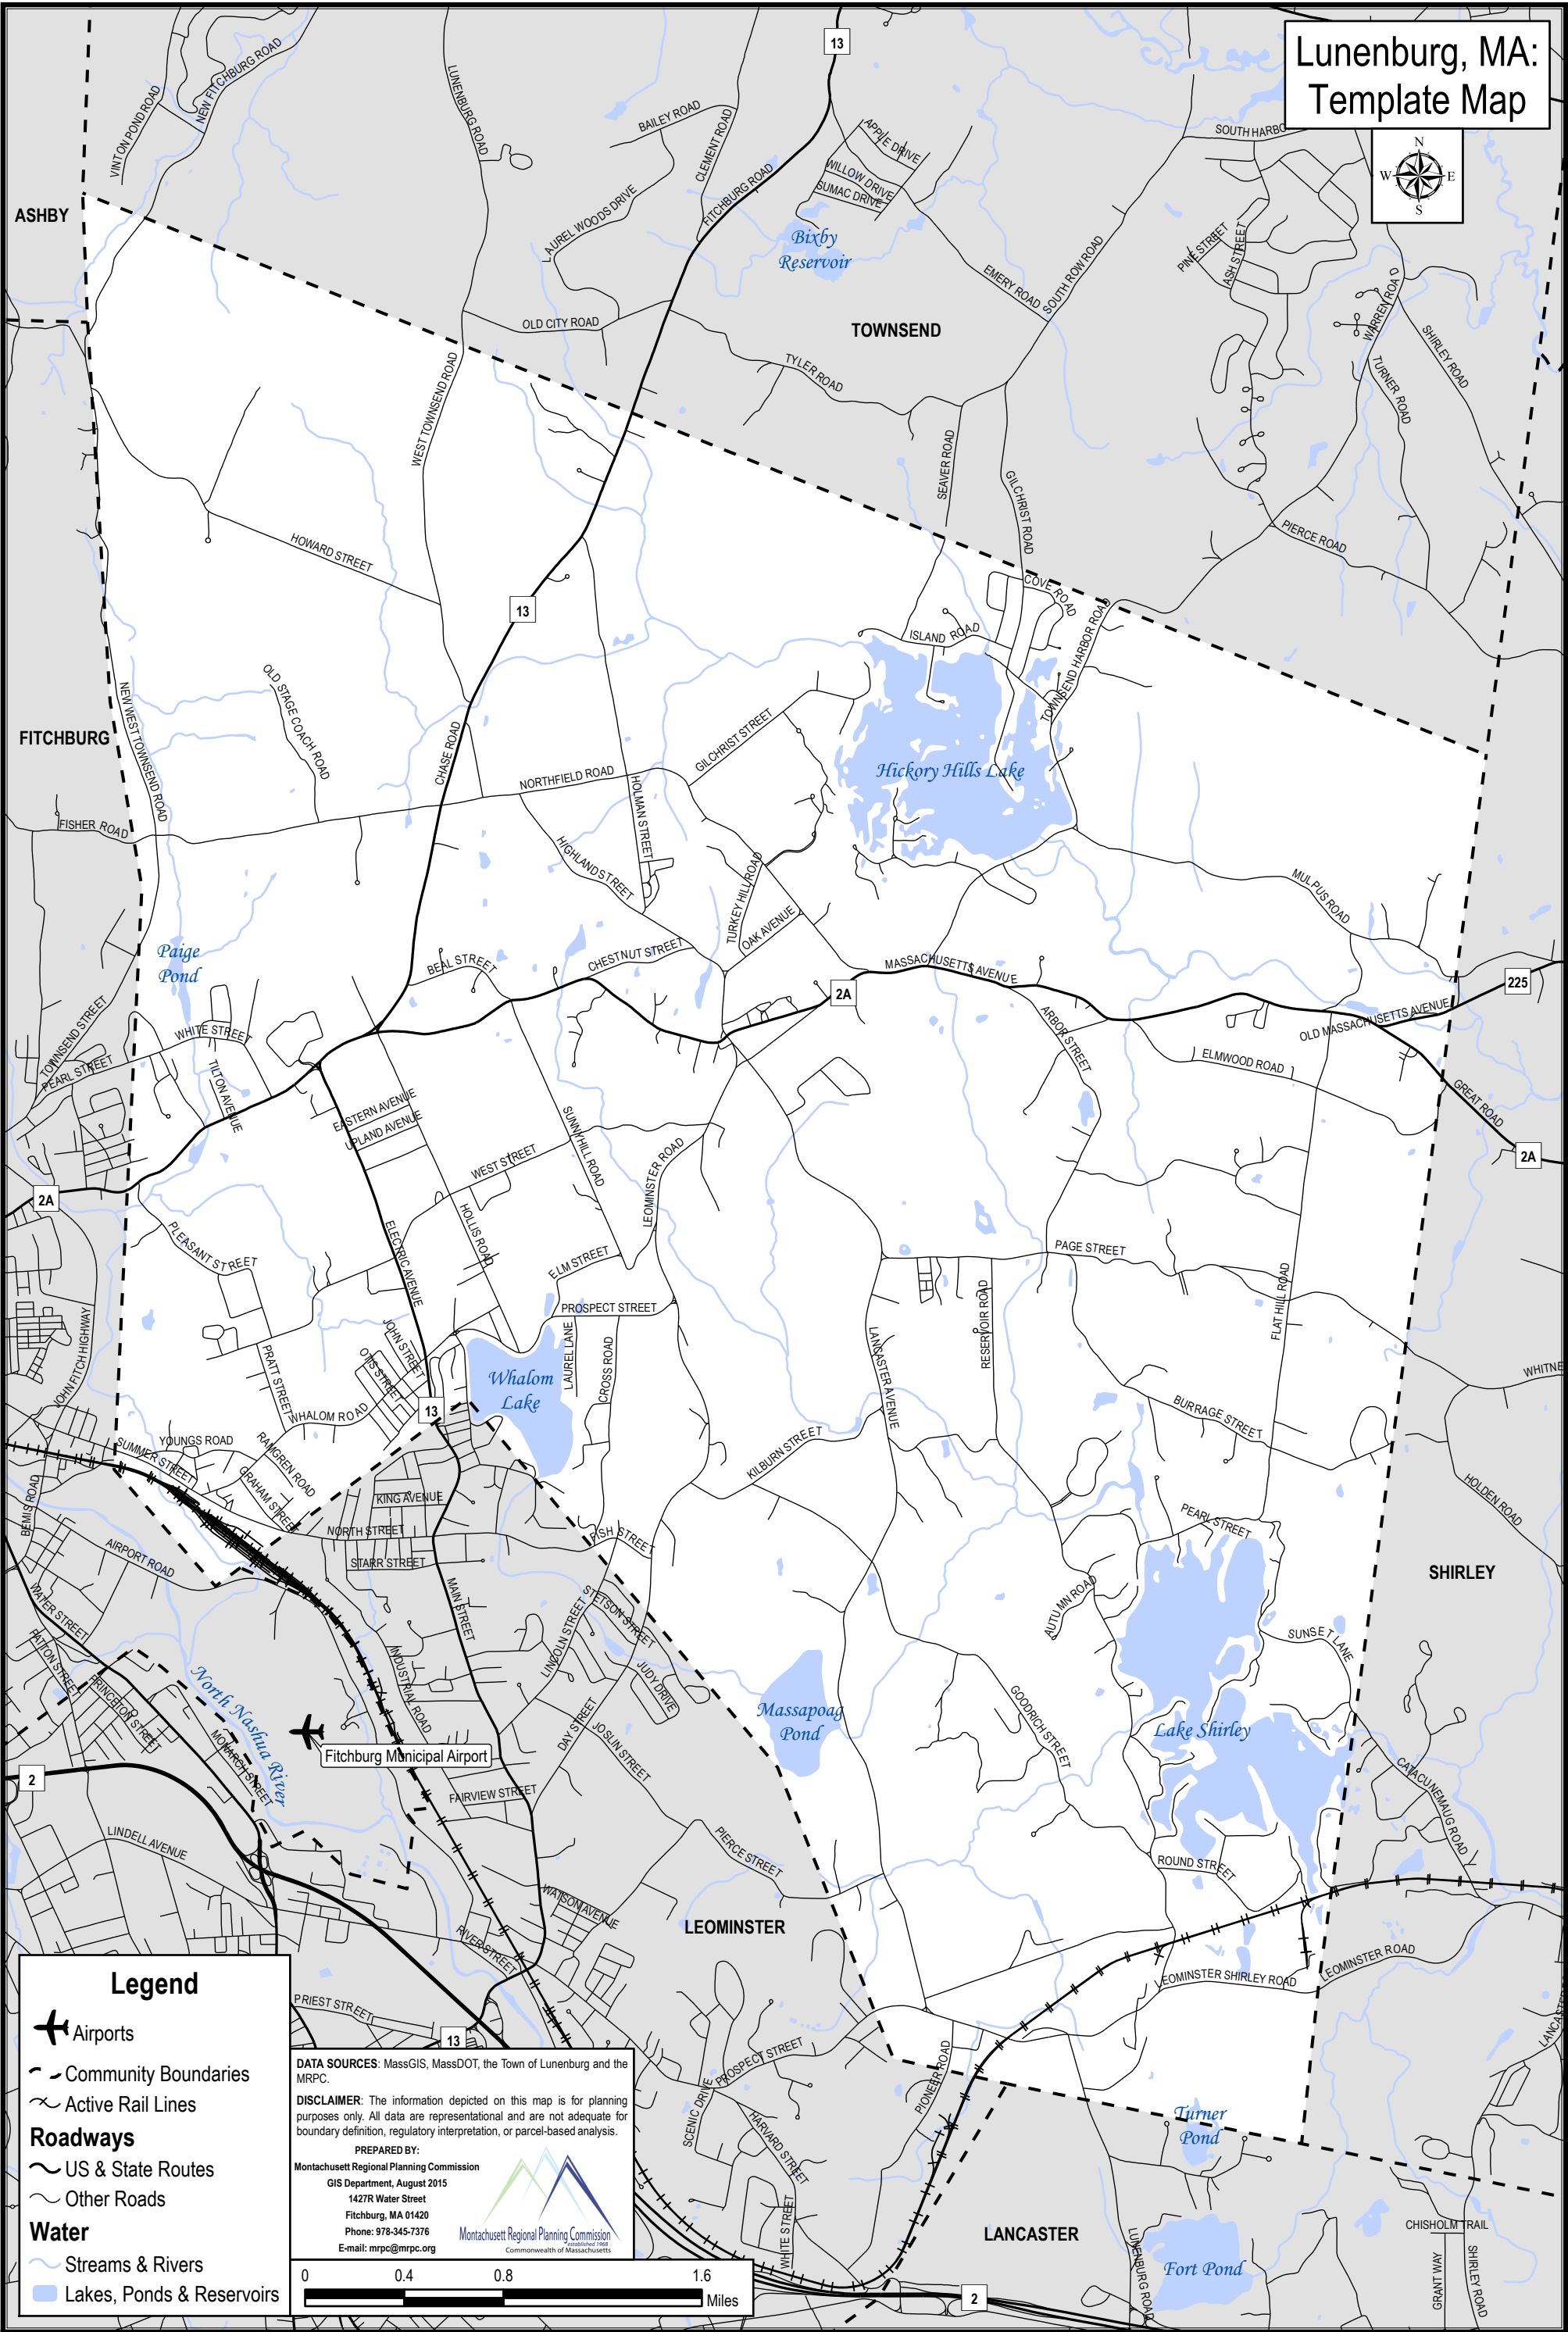 Lunenburg, MA:
Template Map
N
W
E
S
13
NEW FITCHBURG ROAD
VINTON POND ROAD
LUNENBURG ROAD
BAILEY ROAD
CLEMENT ROAD
APPLE DRIVE
WILLOW DRIVE
SUMAC DRIVE
SOUTH HARBO
FITCHBURG ROAD
LAUREL WOODS DRIVE
ASHBY
Bixby
Reservoir
PINE STREET
ASH STREET
EMERY ROAD
SOUTH ROW ROAD
WARREN ROAD
OLD CITY ROAD
TOWNSEND
SHIRLEY ROAD
TYLER ROAD
TURNER ROAD
WEST TOWNSEND ROAD
SEAVER ROAD
GILCHRIST ROAD
PIERCE ROAD
HOWARD STREET
COVE ROAD
13
ISLAND ROAD
TOWNSEND HARBOR ROAD
OLD STAGE COACH ROAD
NEW WEST TOWNSEND ROAD
FITCHBURG
CHASE ROAD
GILCHRIST STREET
Hickory Hills Lake
NORTHFIELD ROAD
HOLMAN STREET
FISHER ROAD
HIGHLAND STREET
TURKEY HILL ROAD
MULPUS ROAD
OAK AVENUE
Paige
Pond
BEAL STREET
CHESTNUT STREET
MASSACHUSETTS AVENUE
225
2A
OLD MASSACHUSETTS AVENUE
TOWNSEND STREET
WHITE STREET
ARBOR STREET
PEARL STREET
TILTON AVENUE
ELMWOOD ROAD
EASTERN AVENUE
UPLAND AVENUE
SUNNYHILL ROAD
GREAT ROAD
2A
WEST STREET
LEOMINSTER ROAD
2A
HOLLIS ROAD
PLEASANT STREET
ELECTRIC AVENUE
ELM STREET
PAGE STREET
PROSPECT STREET
FLAT HILL ROAD
RESERVOIR ROAD
JOHN FITCH HIGHWAY
JOHN STREET
OTIS STREET
LAUREL LANE
CROSS ROAD
LANCASTER AVENUE
PRATT STREET
Whalom
Lake
WHITNE
13
WHALOM ROAD
BURRAGE STREET
YOUNGS ROAD
RAMGREN ROAD
SUMMER STREET
KILBURN STREET
GRAHAM STREET
BEMIS ROAD
KING AVENUE
HOLDEN ROAD
NORTH STREET
FISH STREET
PEARL STREET
STARR STREET
AIRPORT ROAD
SHIRLEY
WATER STREET
MAIN STREET
STETSON STREET
AUTUMN ROAD
LINCOLN STREET
PATTON STREET
SUNSET LANE
INDUSTRIAL ROAD
JUDY DRIVE
PRINCETON STREET
North Nashua River
GOODRICH STREET
Massapoag
Pond
MONARCH STREET
DAY STREET
JOSLIN STREET
Lake Shirley
Fitchburg Municipal Airport
2
CATACUNEMAUG ROAD
FAIRVIEW STREET
LINDELL AVENUE
PIERCE STREET
ROUND STREET
WATSON AVENUE
LEOMINSTER
RIVER STREET
LEOMINSTER ROAD
LEOMINSTER SHIRLEY ROAD
PRIEST STREET
13
PROSPECT STREET
PIONEER ROAD
LANCASTER
SCENIC DRIVE
HARVARD STREET
Turner
Pond
WHITE STREET
LANCASTER
LUNENBURG ROAD
CHISHOLM TRAIL
Fort Pond
GRANT WAY
SHIRLEY ROAD
2
Legend
Airports
Community Boundaries
Active Rail Lines
Roadways
US & State Routes
Other Roads
Water
Streams & Rivers
Lakes, Ponds & Reservoirs
DATA SOURCES: MassGIS, MassDOT, the Town of Lunenburg and the
MRPC.
DISCLAIMER: The information depicted on this map is for planning
purposes only. All data are representational and are not adequate for
boundary definition, regulatory interpretation, or parcel-based analysis.
PREPARED BY:
Montachusett Regional Planning Commission
GIS Department, August 2015
1427R Water Street
Fitchburg, MA 01420
Phone: 978-345-7376
E-mail: mrpc@mrpc.org
Montachusett Regional Planning Commission
established 1968
Commonwealth of Massachusetts
0 0.4 0.8 1.6
Miles